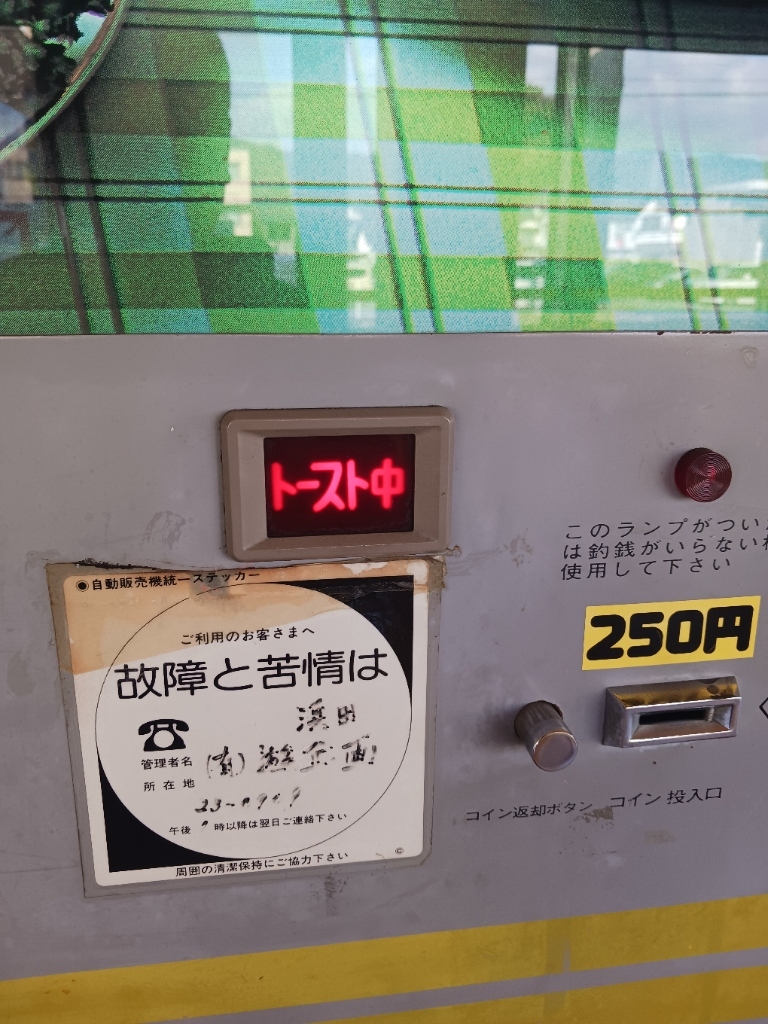 トースト中
このランプがつい
は釣銭がいらない
使用して下さい
250円
コイン返却ボタン
コイン投入口
◉自動販売機統一ステッカー
ご利用のお客さまへ
故障と苦情は
浜田
管理者名 (有)遊企画
所在地
午後 時以降は翌日ご連絡下さい
周囲の清潔保持にご協力下さい
©